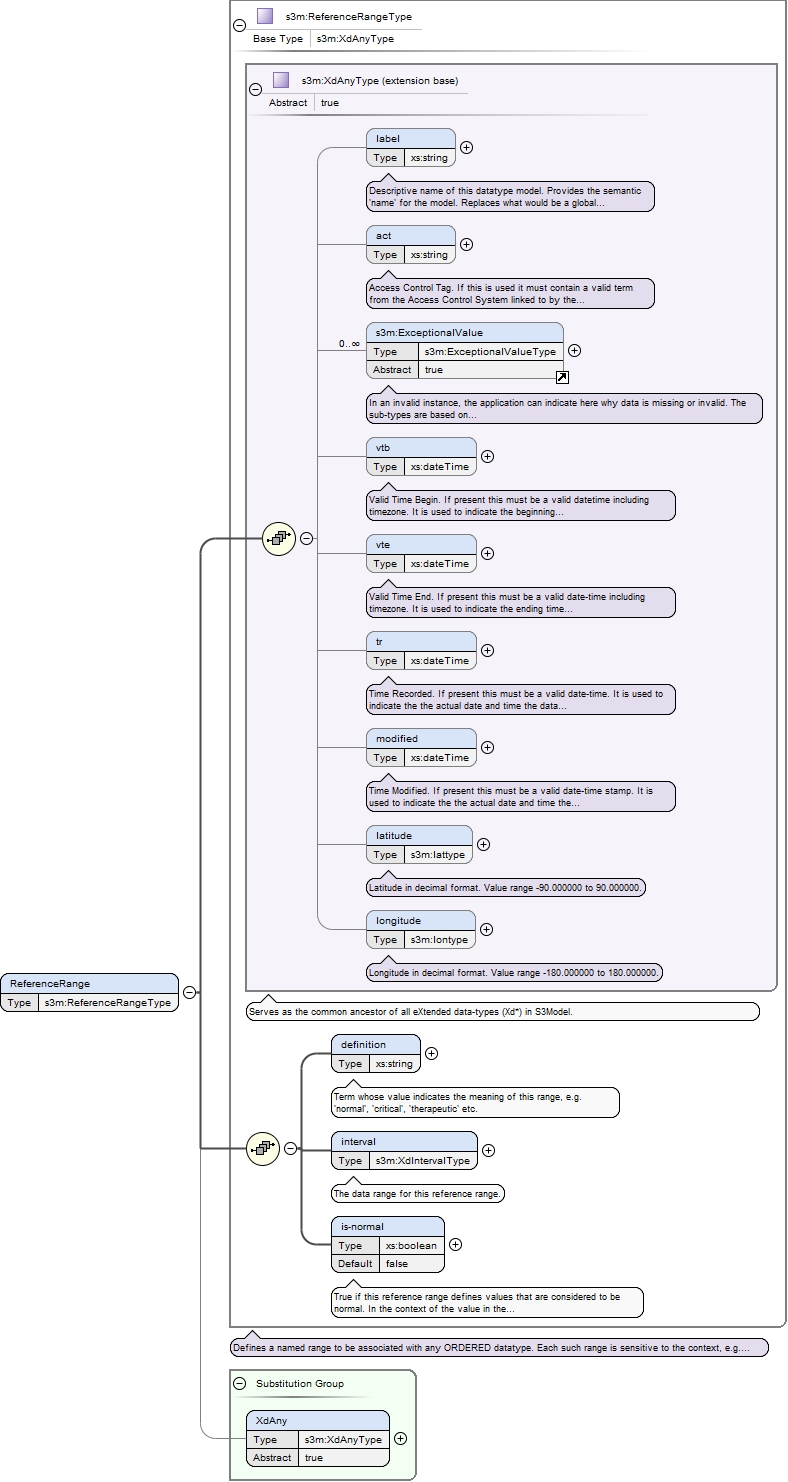 s3m:ReferenceRangeType
Base Type s3m:XdAnyType
s3m:XdAnyType (extension base)
Abstract true
label
Type xs:string
Descriptive name of this datatype model. Provides the semantic
'name' for the model. Replaces what would be a global...
act
Type xs:string
Access Control Tag. If this is used it must contain a valid term
from the Access Control System linked to by the...
0..∞
s3m:ExceptionalValue
Type s3m:ExceptionalValueType
Abstract true
In an invalid instance, the application can indicate here why data is missing or invalid. The
sub-types are based on...
vtb
Type xs:dateTime
Valid Time Begin. If present this must be a valid datetime including
timezone. It is used to indicate the beginning...
vte
Type xs:dateTime
Valid Time End. If present this must be a valid date-time including
timezone. It is used to indicate the ending time...
tr
Type xs:dateTime
Time Recorded. If present this must be a valid date-time. It is used to
indicate the the actual date and time the data...
modified
Type xs:dateTime
Time Modified. If present this must be a valid date-time stamp. It is
used to indicate the the actual date and time the...
latitude
Type s3m:lattype
Latitude in decimal format. Value range -90.000000 to 90.000000.
longitude
Type s3m:lontype
Longitude in decimal format. Value range -180.000000 to 180.000000.
ReferenceRange
Type s3m:ReferenceRangeType
Serves as the common ancestor of all eXtended data-types (Xd*) in S3Model.
definition
Type xs:string
Term whose value indicates the meaning of this range, e.g.
'normal', 'critical', 'therapeutic' etc.
interval
Type s3m:XdIntervalType
The data range for this reference range.
is-normal
Type xs:boolean
Default false
True if this reference range defines values that are considered to be
normal. In the context of the value in the...
Defines a named range to be associated with any ORDERED datatype. Each such range is sensitive to the context, e.g....
Substitution Group
XdAny
Type s3m:XdAnyType
Abstract true